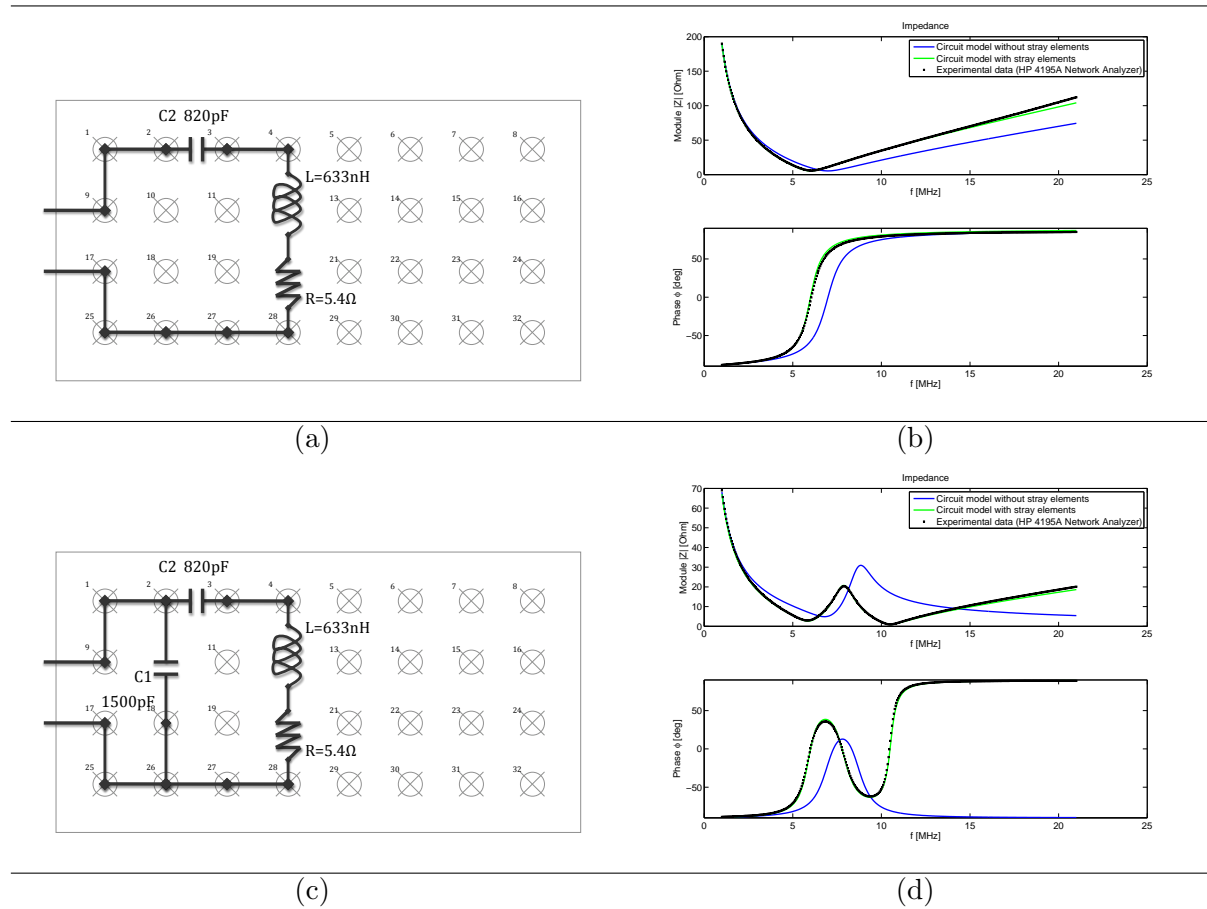 Impedance
200
150
100
50
0
Module |Z| [Ohm]
Circuit model without stray elements
Circuit model with stray elements
Experimental data (HP 4195A Network Analyzer)
0 5 10 15 20 25
f [MHz]
50
0
−50
Phase ϕ [deg]
0 5 10 15 20 25
f [MHz]
C2 820pF
1 2 3 4 5 6 7 8
L=633nH
9 10 11 13 14 15 16
17 18 19 21 22 23 24
R=5.4Ω
25 26 27 28 29 30 31 32
(a)
(b)
Impedance
70
60
50
40
30
20
10
0
Module |Z| [Ohm]
Circuit model without stray elements
Circuit model with stray elements
Experimental data (HP 4195A Network Analyzer)
0 5 10 15 20 25
f [MHz]
50
0
−50
Phase ϕ [deg]
0 5 10 15 20 25
f [MHz]
C2 820pF
1 2 3 4 5 6 7 8
L=633nH
9 11 13 14 15 16
C1
1500pF
17 18 19 21 22 23 24
R=5.4Ω
25 26 27 28 29 30 31 32
(c)
(d)